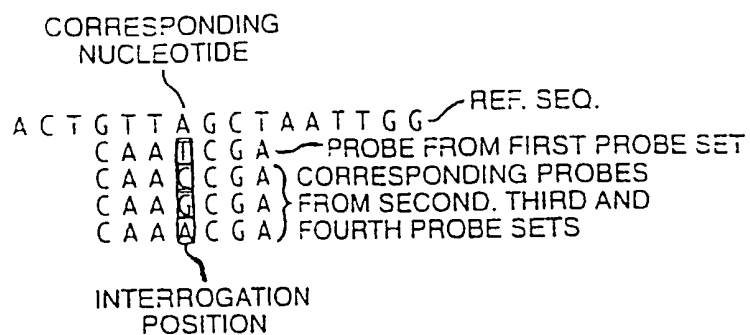 CORRESPONDING
NUCLEOTIDE
A C T G T T A G C T A A T T G G REF. SEQ.
C A A T C G A PROBE FROM FIRST PROBE SET
C A A C C G A CORRESPONDING PROBES
C A A G C G A FROM SECOND. THIRD AND
C A A A C G A FOURTH PROBE SETS
INTERROGATION
POSITION